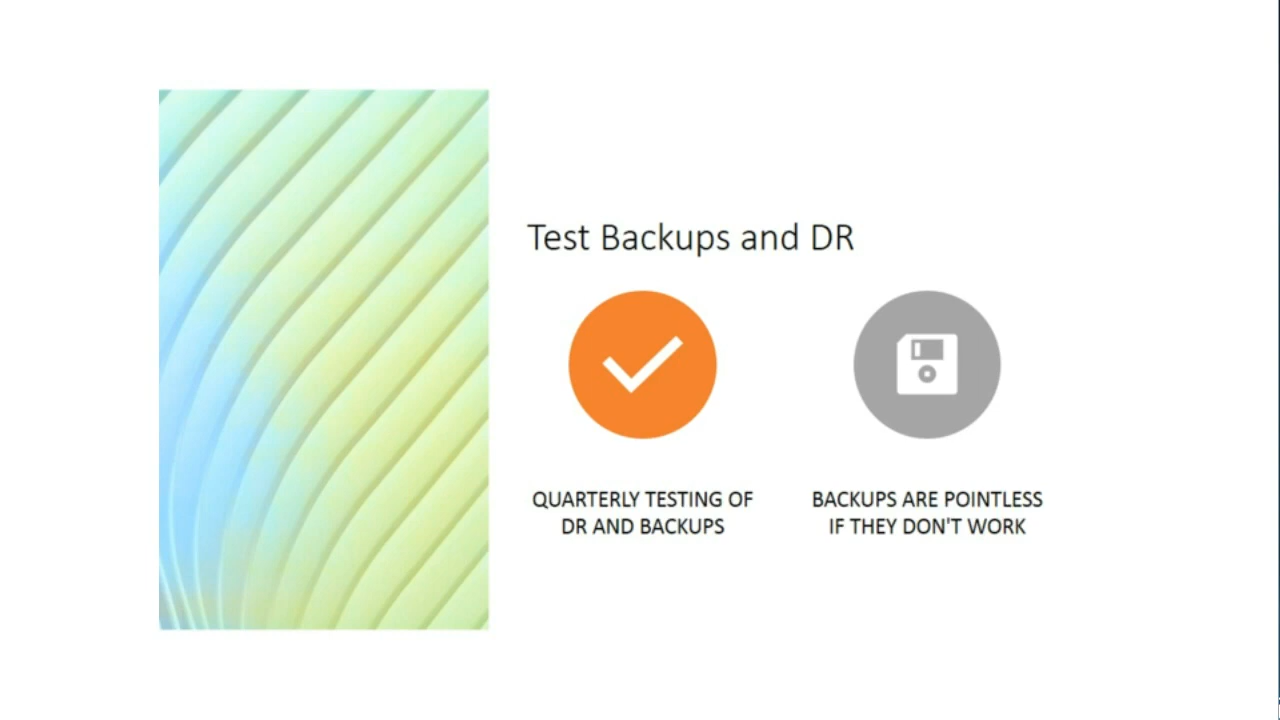 Test Backups and DR
QUARTERLY TESTING OF
DR AND BACKUPS
BACKUPS ARE POINTLESS
IF THEY DON'T WORK